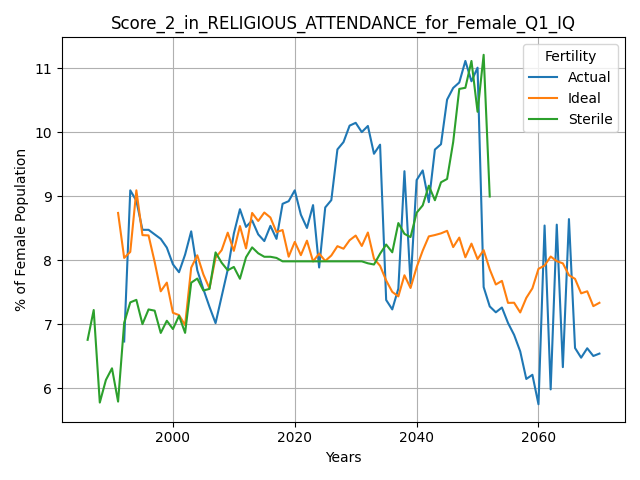 Score_2_in_RELIGIOUS_ATTENDANCE_for_Female_Q1_IQ
Fertility
Actual
Ideal
Sterile
% of Female Population
11
10
9
8
7
6
2000 2020 2040 2060
Years